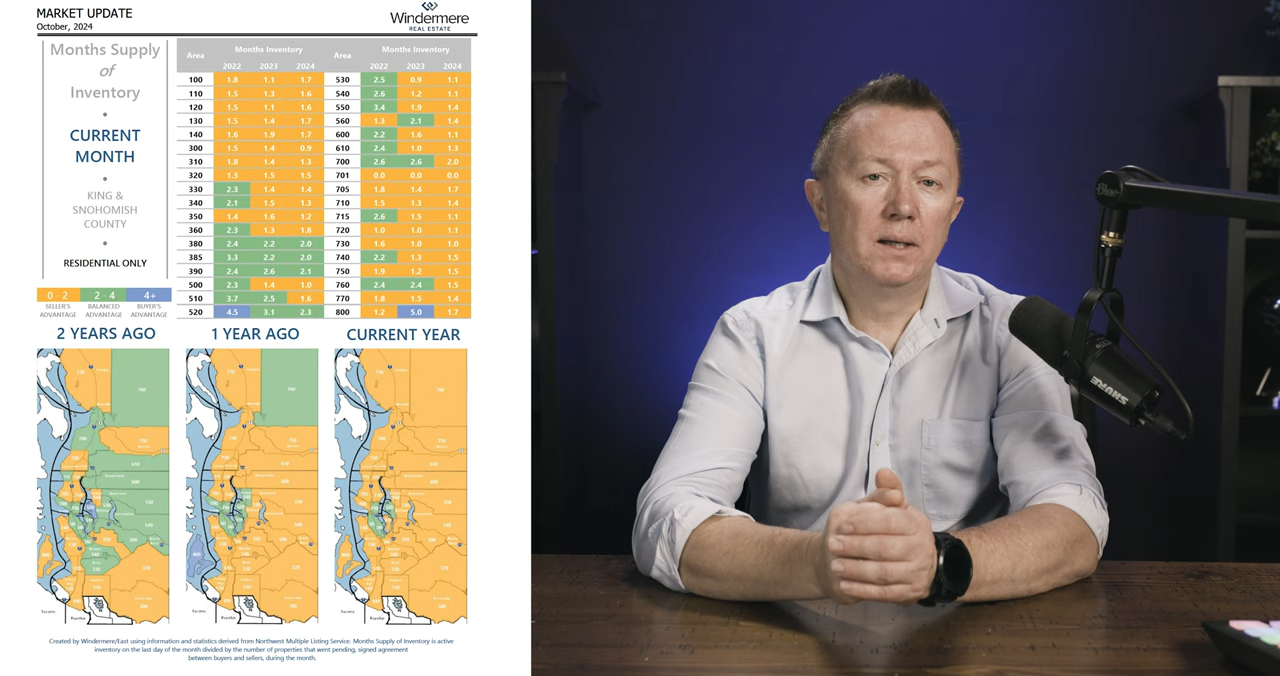 MARKET UPDATE
October, 2024
Windermere
REAL ESTATE
Months Supply
of
Inventory
•
CURRENT
MONTH
•
KING &
SNOHOMISH
COUNTY
•
RESIDENTIAL ONLY
0 - 2 2 - 4 4+
SELLER'S ADVANTAGE BALANCED ADVANTAGE BUYER'S ADVANTAGE
Area Months Inventory Area Months Inventory
2022 2023 2024 2022 2023 2024
100 1.8 1.1 1.7 530 2.5 0.9 1.1
110 1.5 1.3 1.6 540 2.6 1.2 1.1
120 1.5 1.1 1.6 550 3.4 1.9 1.4
130 1.5 1.4 1.7 560 1.3 2.1 1.4
140 1.6 1.9 1.7 600 2.2 1.6 1.1
300 1.5 1.4 0.9 610 2.4 1.0 1.3
310 1.8 1.4 1.3 700 2.6 2.6 2.0
320 1.3 1.5 1.5 701 0.0 0.0 0.0
330 2.3 1.4 1.4 705 1.8 1.4 1.7
340 2.1 1.5 1.3 710 1.5 1.3 1.4
350 1.4 1.6 1.2 715 2.6 1.5 1.1
360 2.3 1.3 1.8 720 1.0 1.0 1.1
380 2.4 2.2 2.0 730 1.6 1.0 1.0
385 3.3 2.2 2.0 740 2.2 1.3 1.5
390 2.4 2.6 2.1 750 1.9 1.2 1.5
500 2.3 1.4 1.0 760 2.4 2.4 1.5
510 3.7 2.5 1.6 770 1.8 1.5 1.4
520 4.5 3.1 2.3 800 1.2 5.0 1.7
2 YEARS AGO 1 YEAR AGO CURRENT YEAR
Created by Windermere/East using information and statistics derived from Northwest Multiple Listing Service. Months Supply of Inventory is active
inventory on the last day of the month divided by the number of properties that went pending, signed agreement
between buyers and sellers, during the month.
Blue
SHURE